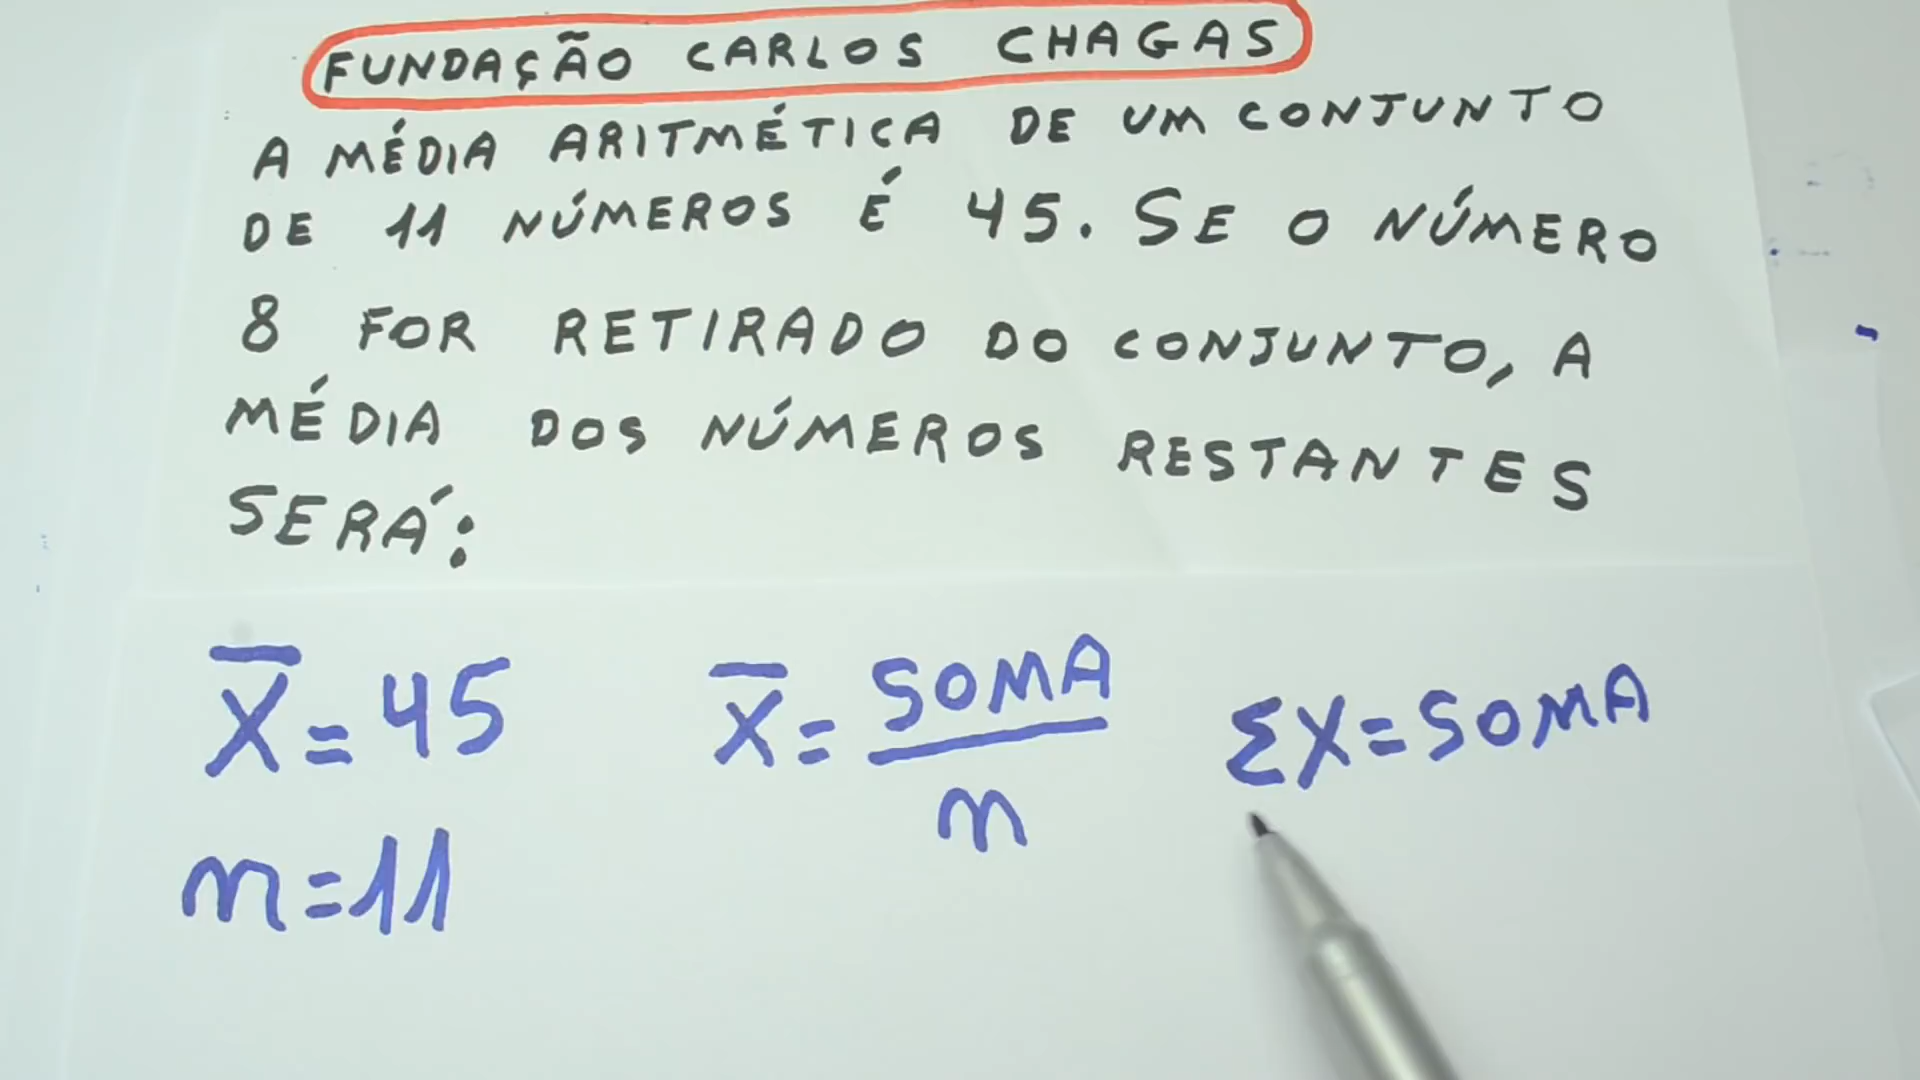 FUNDAÇÃO CARLOS CHAGAS
A MÉDIA ARITMÉTICA DE UM CONJUNTO
DE 11 NÚMEROS É 45. SE O NÚMERO
8 FOR RETIRADO DO CONJUNTO, A
MÉDIA DOS NÚMEROS RESTANTES
SERÁ:
X̅ = 45
n = 11
X̅ = SOMA / n
ΣX = SOMA